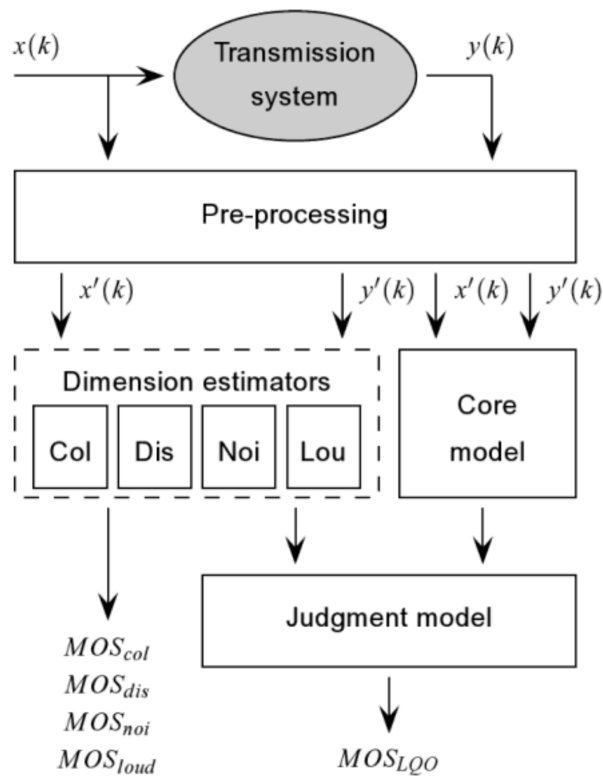 x(k)
Transmission
system
y(k)
Pre-processing
x′(k)
y′(k)
x′(k)
y′(k)
Dimension estimators
Col
Dis
Noi
Lou
Core
model
Judgment model
MOS_col
MOS_dis
MOS_noi
MOS_loud
MOS_LQO